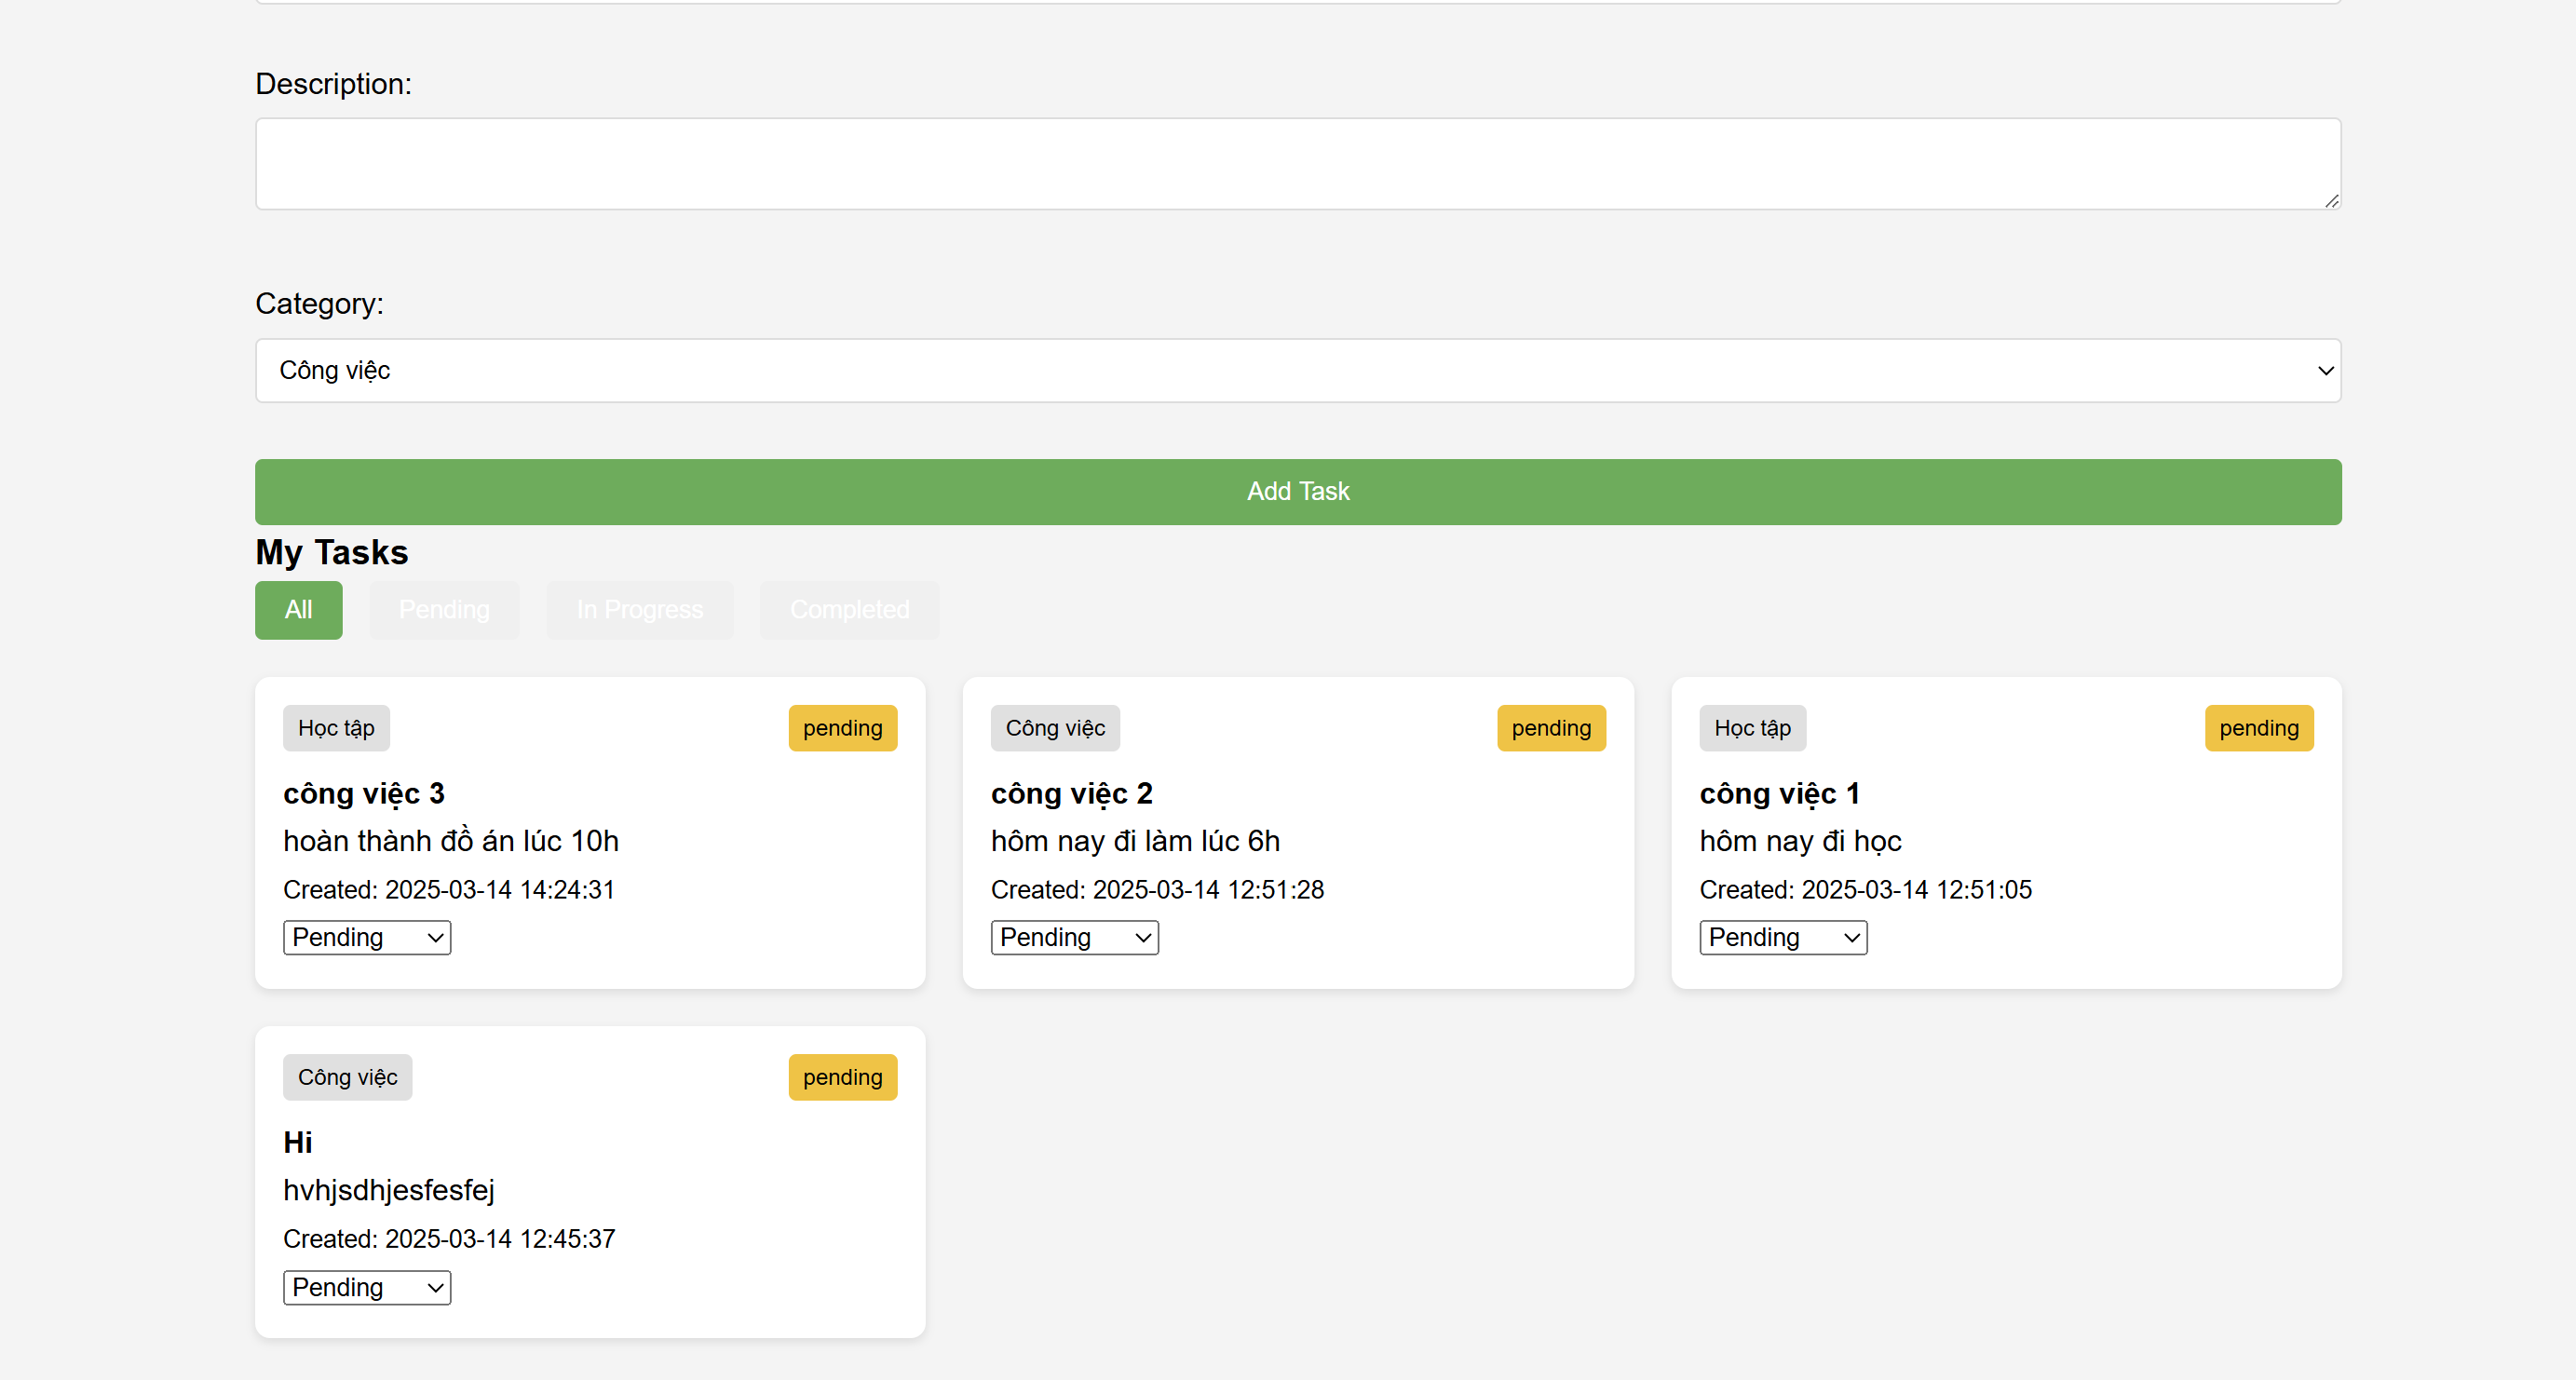 Description:
Category:
Công việc
Add Task
My Tasks
All Pending In Progress Completed
Học tập pending
công việc 3
hoàn thành đồ án lúc 10h
Created: 2025-03-14 14:24:31
Pending
Công việc pending
công việc 2
hôm nay đi làm lúc 6h
Created: 2025-03-14 12:51:28
Pending
Học tập pending
công việc 1
hôm nay đi học
Created: 2025-03-14 12:51:05
Pending
Công việc pending
Hi
hvhjsdhjesfesfej
Created: 2025-03-14 12:45:37
Pending